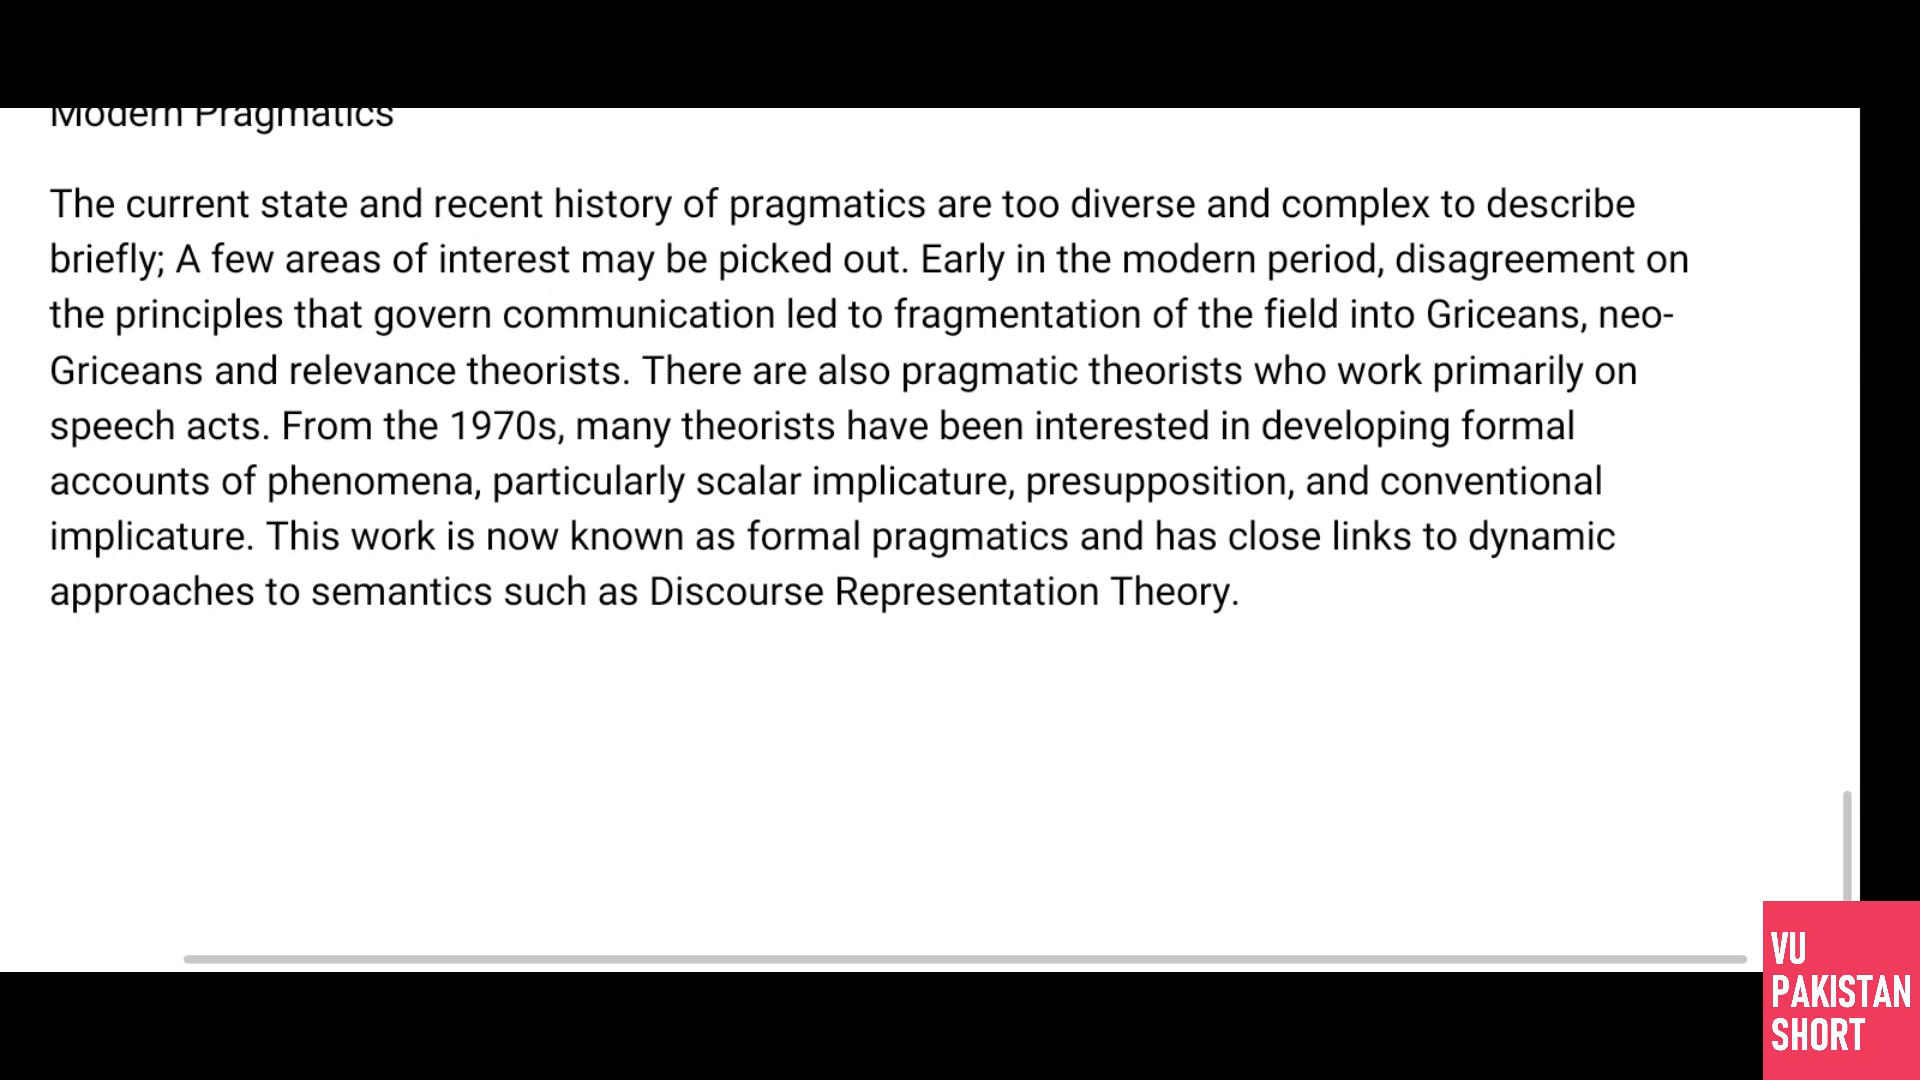 Modern Pragmatics
The current state and recent history of pragmatics are too diverse and complex to describe
briefly; A few areas of interest may be picked out. Early in the modern period, disagreement on
the principles that govern communication led to fragmentation of the field into Griceans, neo-
Griceans and relevance theorists. There are also pragmatic theorists who work primarily on
speech acts. From the 1970s, many theorists have been interested in developing formal
accounts of phenomena, particularly scalar implicature, presupposition, and conventional
implicature. This work is now known as formal pragmatics and has close links to dynamic
approaches to semantics such as Discourse Representation Theory.
VU
PAKISTAN
SHORT